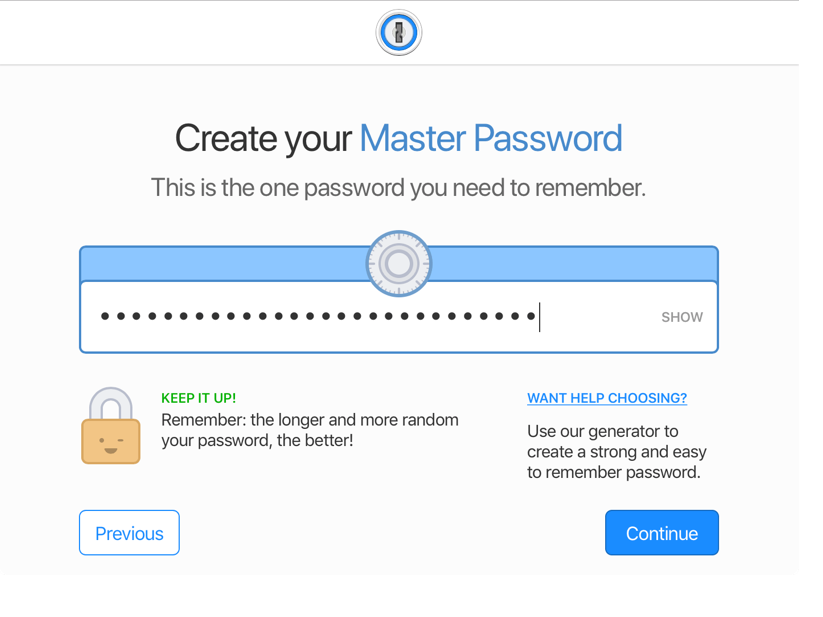 Create your Master Password
This is the one password you need to remember.
••••••••••••••••••••••••••••
SHOW
KEEP IT UP!
Remember: the longer and more random
your password, the better!
WANT HELP CHOOSING?
Use our generator to
create a strong and easy
to remember password.
Previous
Continue